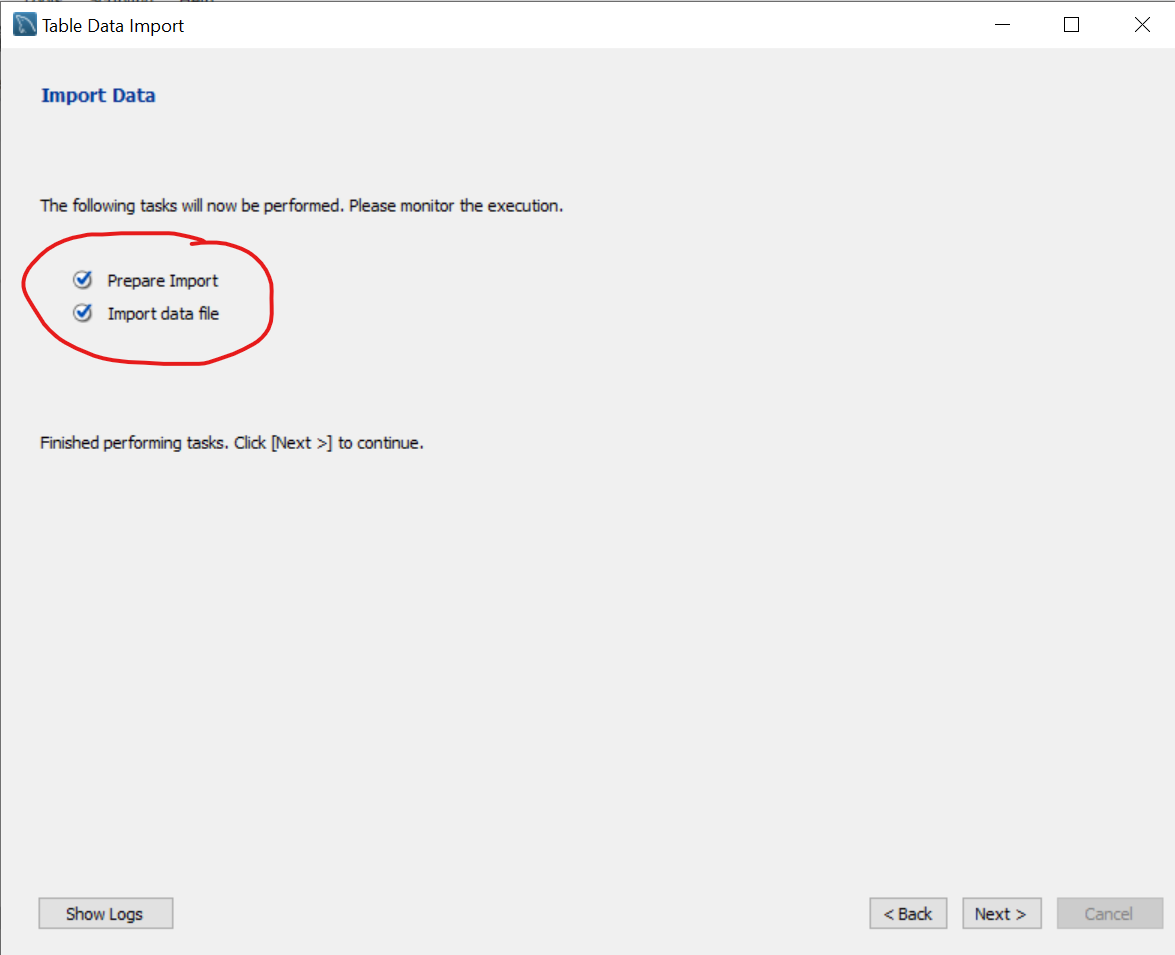 Table Data Import
Import Data
The following tasks will now be performed. Please monitor the execution.
Prepare Import
Import data file
Finished performing tasks. Click [Next >] to continue.
Show Logs
< Back
Next >
Cancel